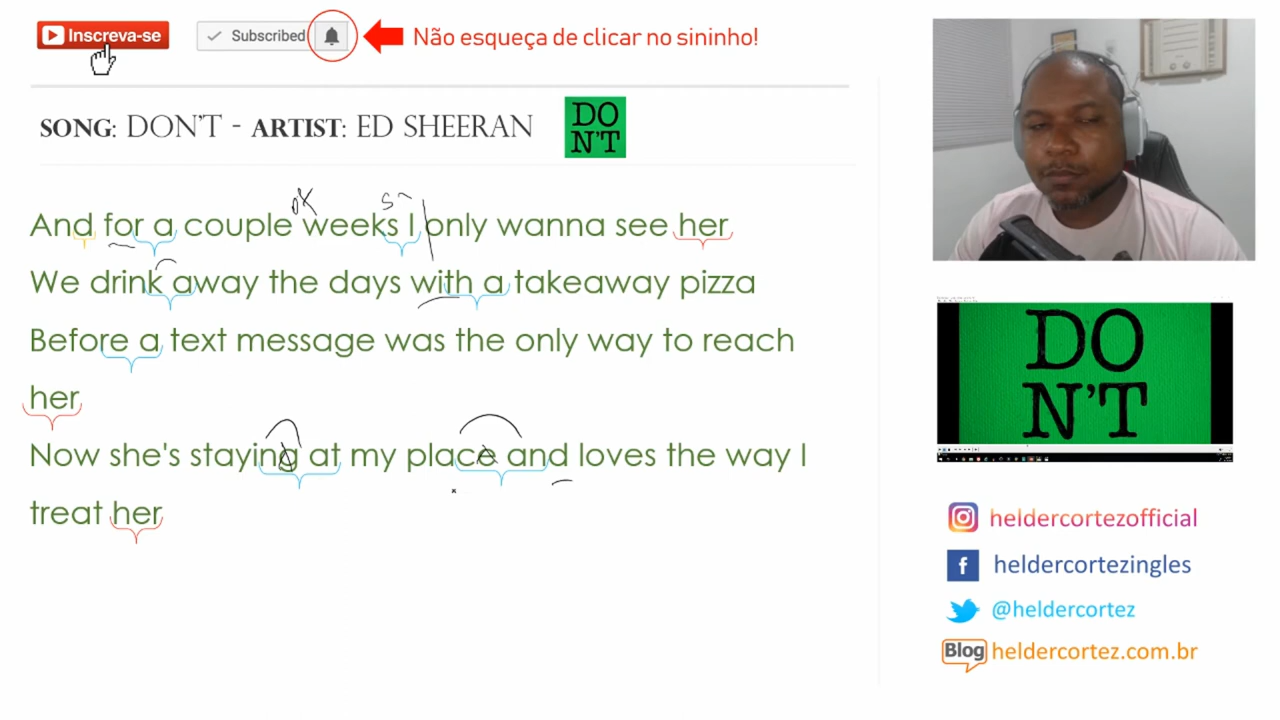 Inscreva-se
Subscribed
Não esqueça de clicar no sininho!
SONG: DON'T - ARTIST: ED SHEERAN
DO
N'T
And for a couple weeks I only wanna see her
We drink away the days with a takeaway pizza
Before a text message was the only way to reach
her
Now she's staying at my place and loves the way I
treat her
DO
N'T
heldercortezofficial
f heldercortezingles
@heldercortez
Blog heldercortez.com.br